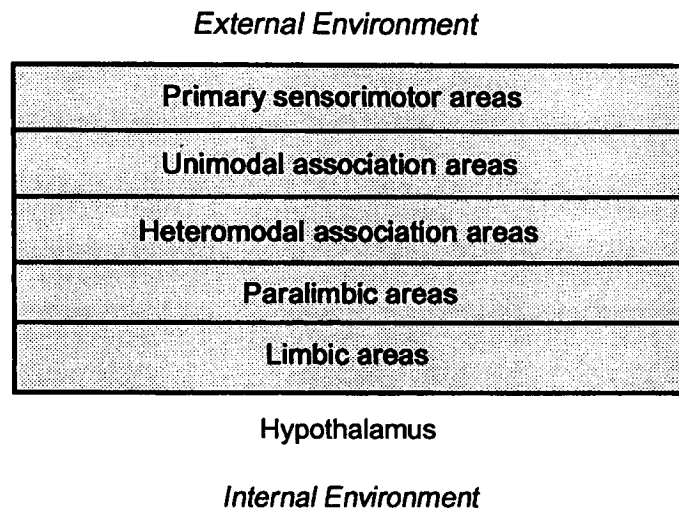 External Environment
Primary sensorimotor areas
Unimodal association areas
Heteromodal association areas
Paralimbic areas
Limbic areas
Hypothalamus
Internal Environment